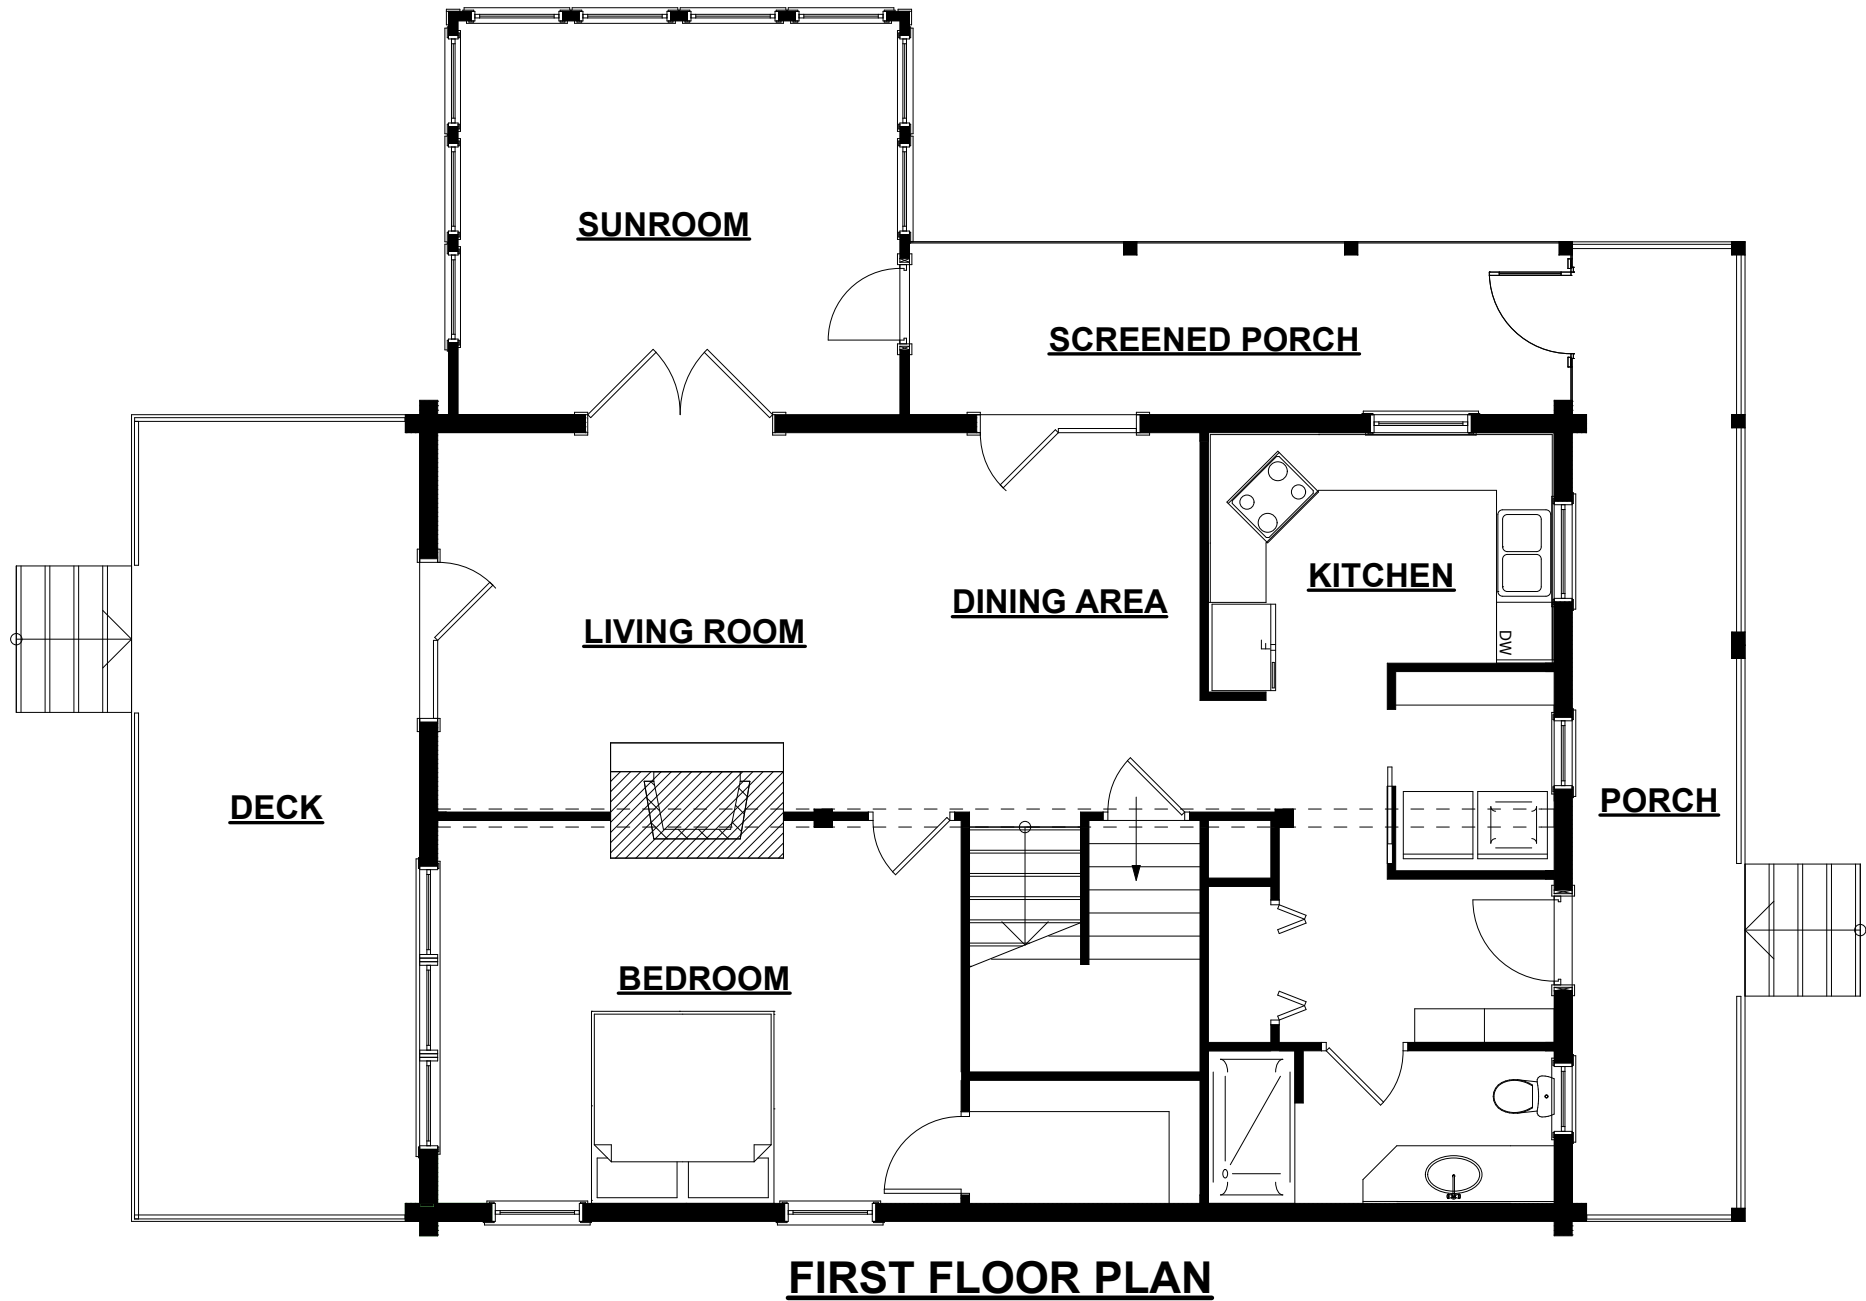 SUNROOM
SCREENED PORCH
KITCHEN
DINING AREA
LIVING ROOM
F
DW
DECK
PORCH
BEDROOM
FIRST FLOOR PLAN